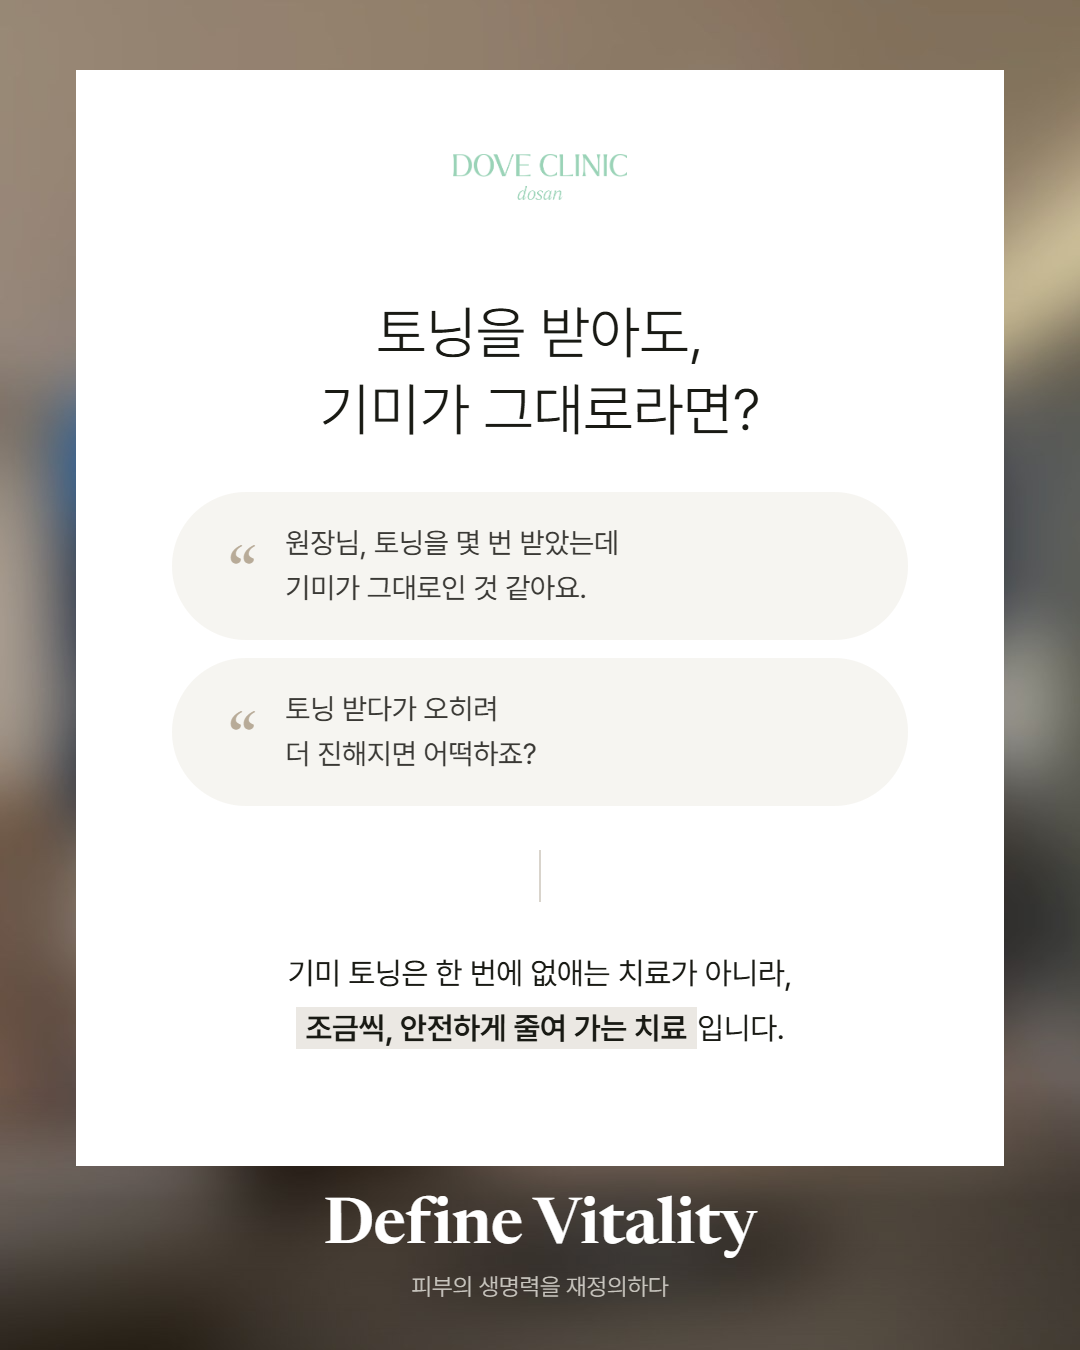 DOVE CLINIC
dosan
토닝을 받아도,
기미가 그대로라면?
“ 원장님, 토닝을 몇 번 받았는데
기미가 그대로인 것 같아요.
“ 토닝 받다가 오히려
더 진해지면 어떡하죠?
기미 토닝은 한 번에 없애는 치료가 아니라,
조금씩, 안전하게 줄여 가는 치료 입니다.
Define Vitality
피부의 생명력을 재정의하다